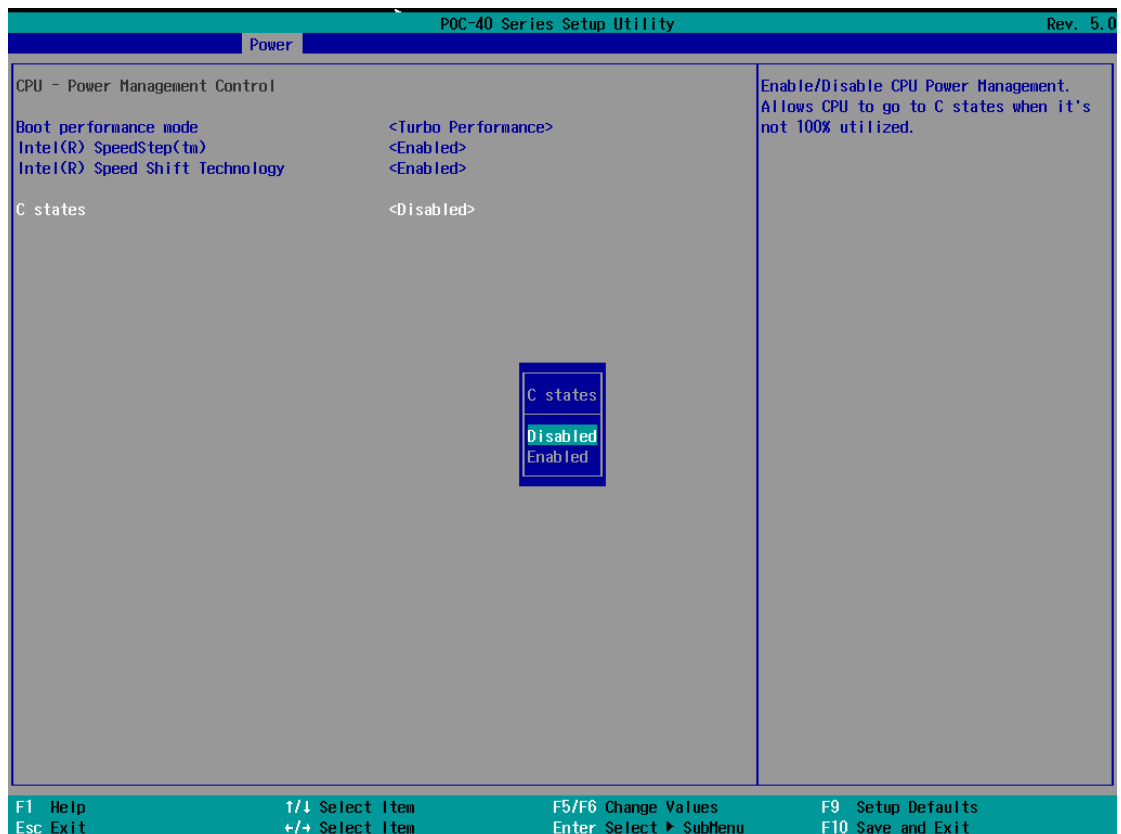 POC-40 Series Setup Utility Rev. 5.0
Power
CPU - Power Management Control
Boot performance mode <Turbo Performance>
Intel(R) SpeedStep(tm) <Enabled>
Intel(R) Speed Shift Technology <Enabled>
C states <Disabled>
Enable/Disable CPU Power Management.
Allows CPU to go to C states when it's
not 100% utilized.
C states
Disabled
Enabled
F1 Help ↑/↓ Select Item F5/F6 Change Values F9 Setup Defaults
Esc Exit ←/→ Select Item Enter Select ▶ SubMenu F10 Save and Exit